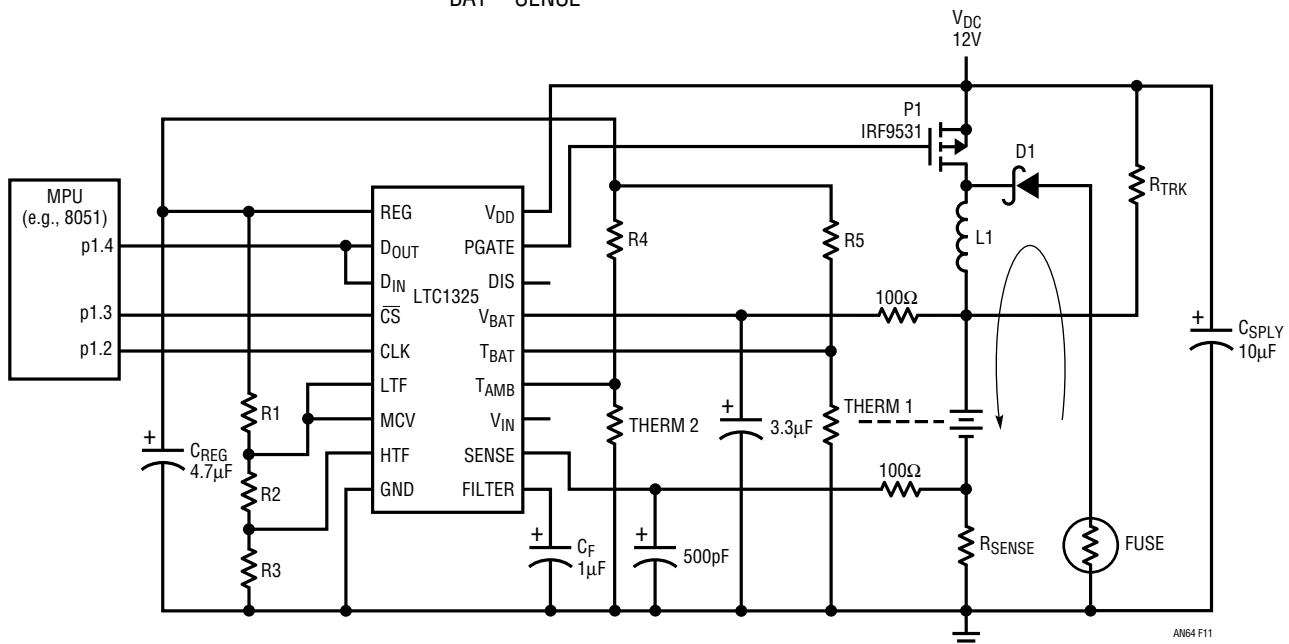 BAT SENSE
VDC
12V
P1
IRF9531
D1
RTRK
MPU
(e.g., 8051)
p1.4
p1.3
p1.2
REG
DOUT
DIN
CS
CLK
LTF
MCV
HTF
GND
LTC1325
VDD
PGATE
DIS
VBAT
TBAT
TAMB
VIN
SENSE
FILTER
R4
R5
L1
100Ω
CSPLY
10µF
R1
R2
R3
CREG
4.7µF
+
THERM 2
+
3.3µF
THERM 1
100Ω
+
CF
1µF
+
500pF
RSENSE
FUSE
+
AN64 F11